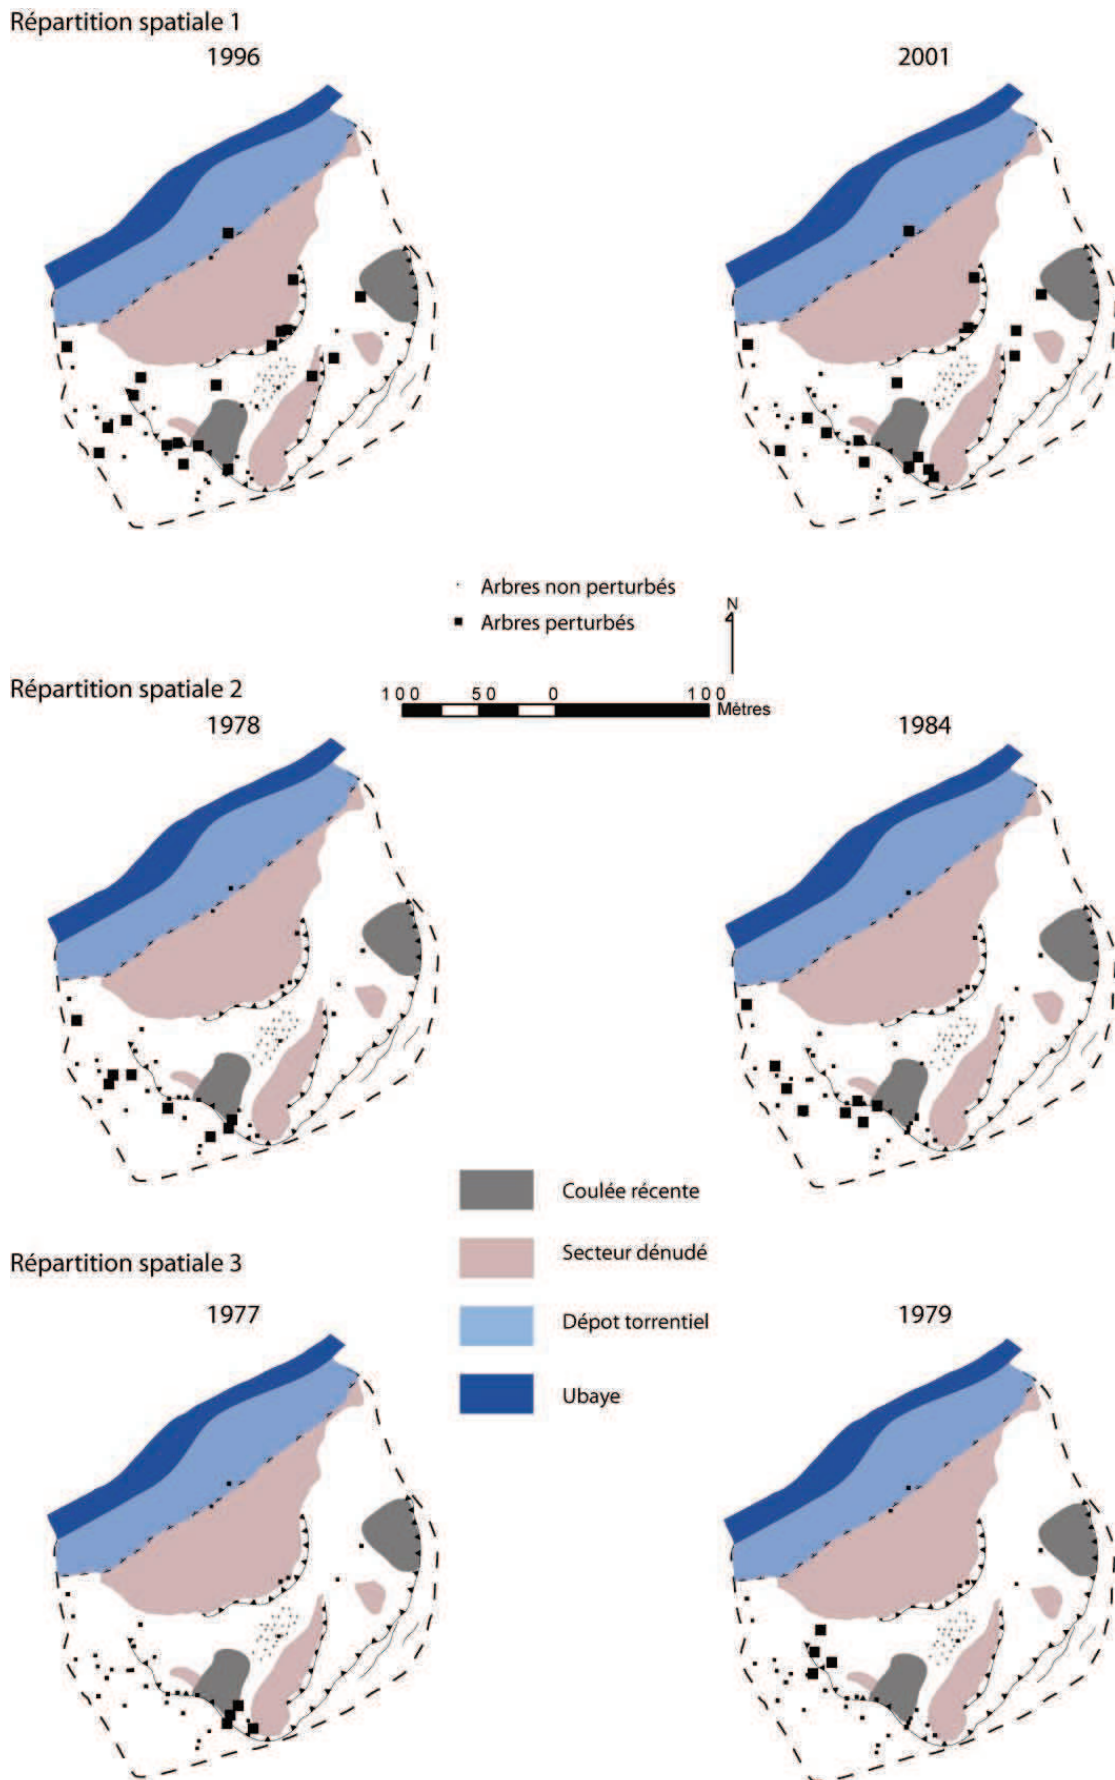 Répartition spatiale 1
1996
2001
Arbres non perturbés
Arbres perturbés
N
Répartition spatiale 2
100 50 0 100
Mètres
1978
1984
Coulée récente
Secteur dénudé
Répartition spatiale 3
1977
1979
Dépot torrentiel
Ubaye